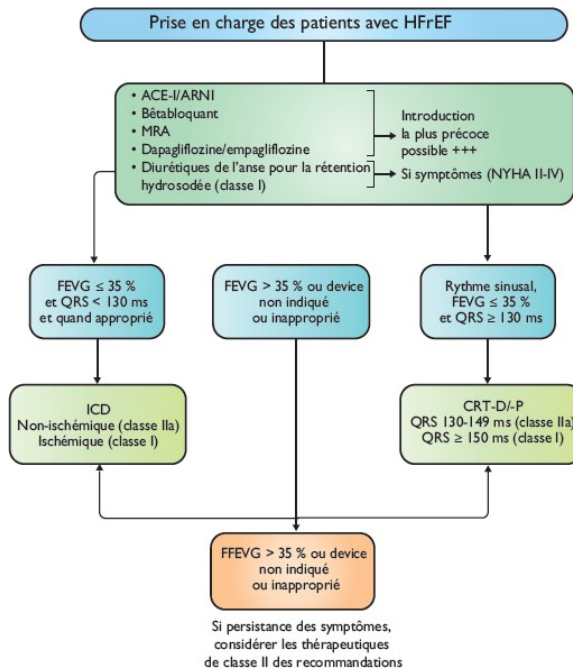 Prise en charge des patients avec HFrEF
• ACE-I/ARNI
• Bêtabloquant
• MRA
• Dapagliflozine/empagliflozine
• Diurétiques de l'anse pour la rétention
hydrosodée (classe I)
Introduction
la plus précoce
possible +++
Si symptômes (NYHA II-IV)
FEVG ≤ 35 %
et QRS < 130 ms
et quand approprié
FEVG > 35 % ou device
non indiqué
ou inapproprié
Rythme sinusal,
FEVG ≤ 35 %
et QRS ≥ 130 ms
ICD
Non-ischémique (classe IIa)
Ischémique (classe I)
CRT-D/-P
QRS 130-149 ms (classe IIa)
QRS ≥ 150 ms (classe I)
FFEVG > 35 % ou device
non indiqué
ou inapproprié
Si persistance des symptômes,
considérer les thérapeutiques
de classe II des recommandations